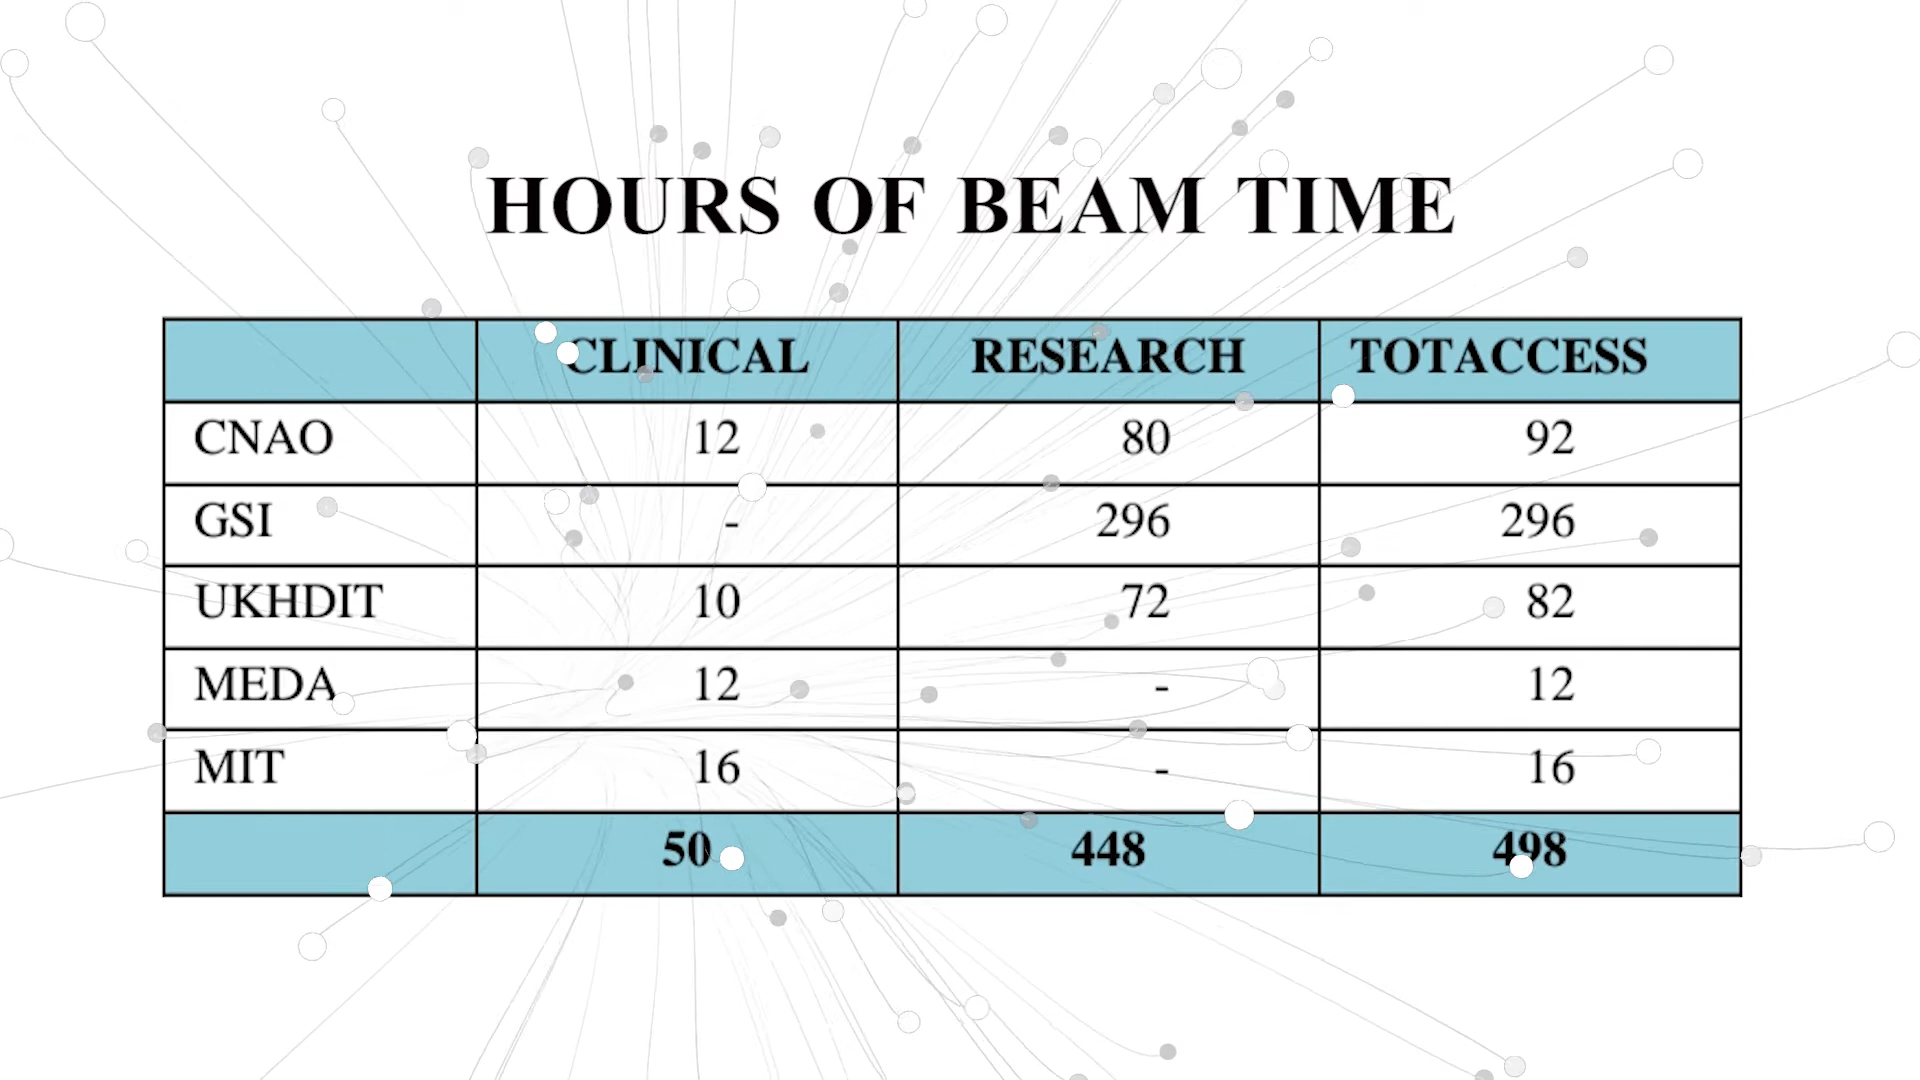 HOURS OF BEAM TIME
CLINICAL RESEARCH TOTACCESS
CNAO 12 80 92
GSI - 296 296
UKHDIT 10 72 82
MEDA 12 - 12
MIT 16 - 16
50 448 498